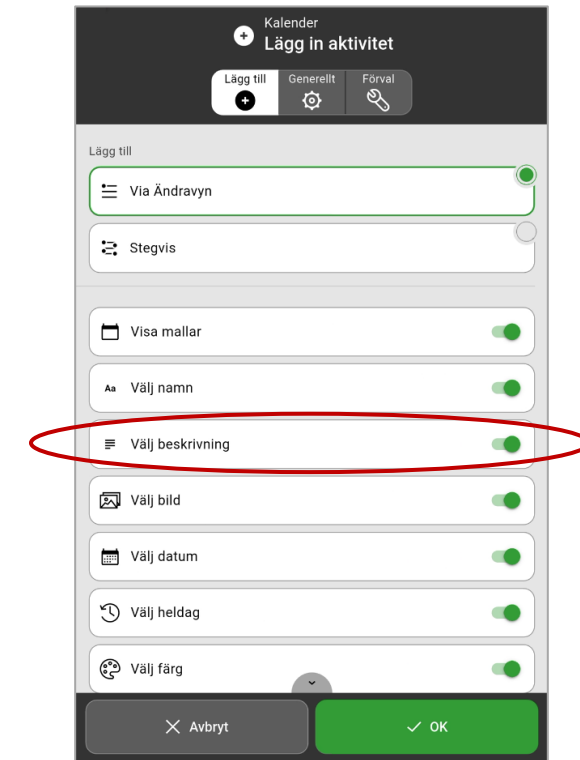 Kalender
Lägg in aktivitet
Lägg till
Generellt
Förval
Lägg till
Via Ändravyn
Stegvis
Visa mallar
Aa Välj namn
Välj beskrivning
Välj bild
Välj datum
Välj heldag
Välj färg
Avbryt
OK